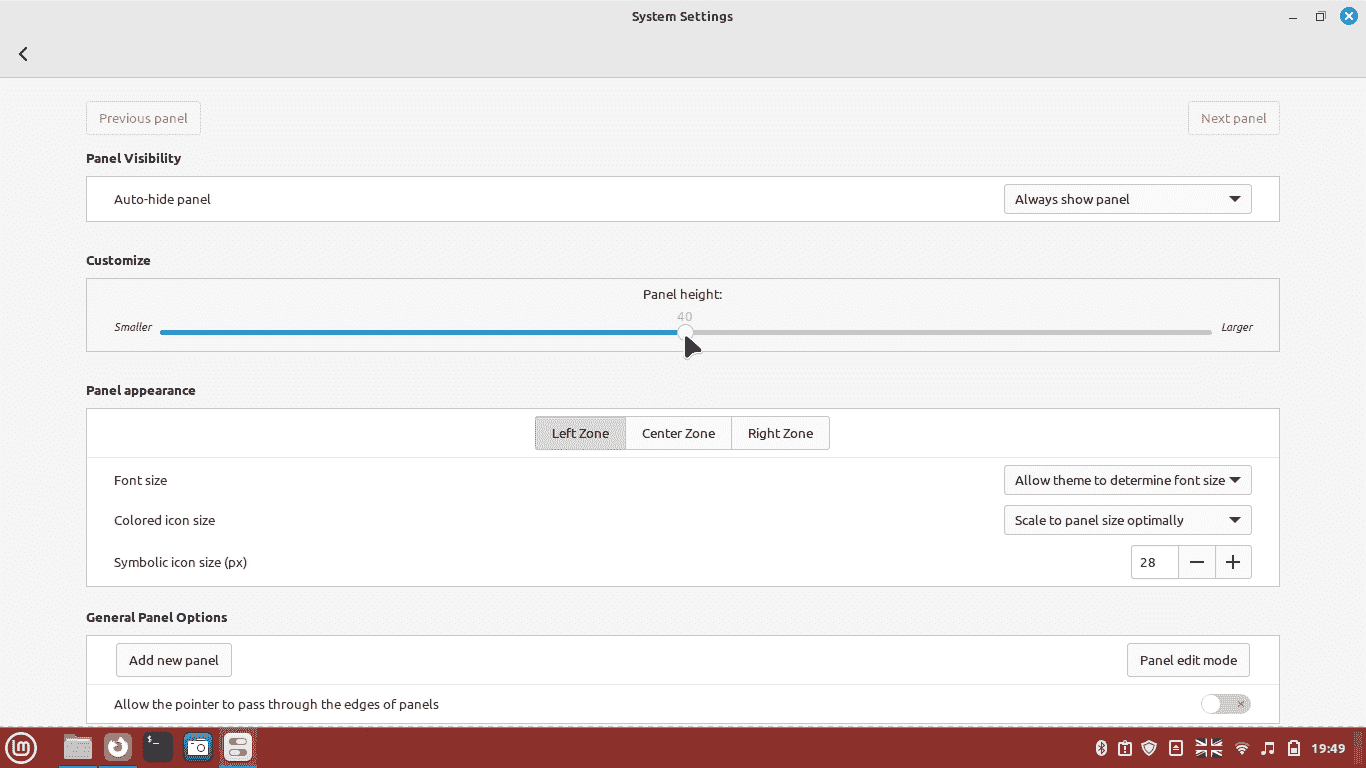 System Settings
Previous panel
Next panel
Panel Visibility
Auto-hide panel
Always show panel
Customize
Panel height:
40
Smaller
Larger
Panel appearance
Left Zone
Center Zone
Right Zone
Font size
Allow theme to determine font size
Colored icon size
Scale to panel size optimally
Symbolic icon size (px)
28
General Panel Options
Add new panel
Panel edit mode
Allow the pointer to pass through the edges of panels
19:49